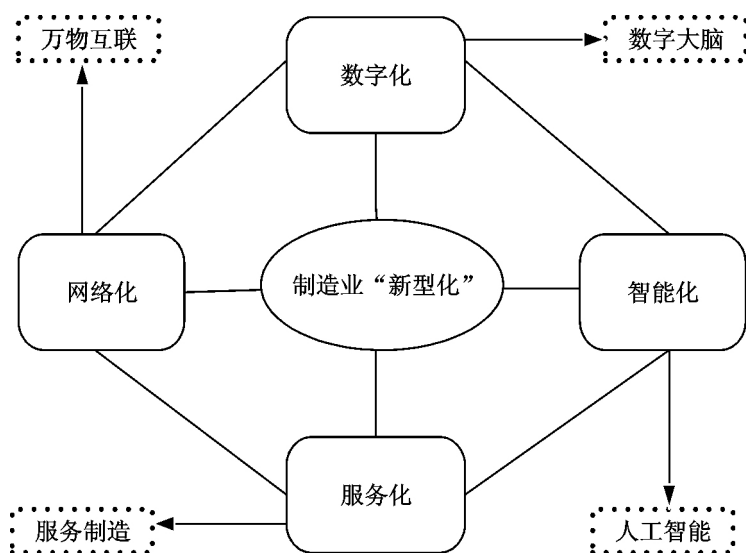 万物互联
数字化
数字大脑
网络化
制造业“新型化”
智能化
服务化
服务制造
人工智能